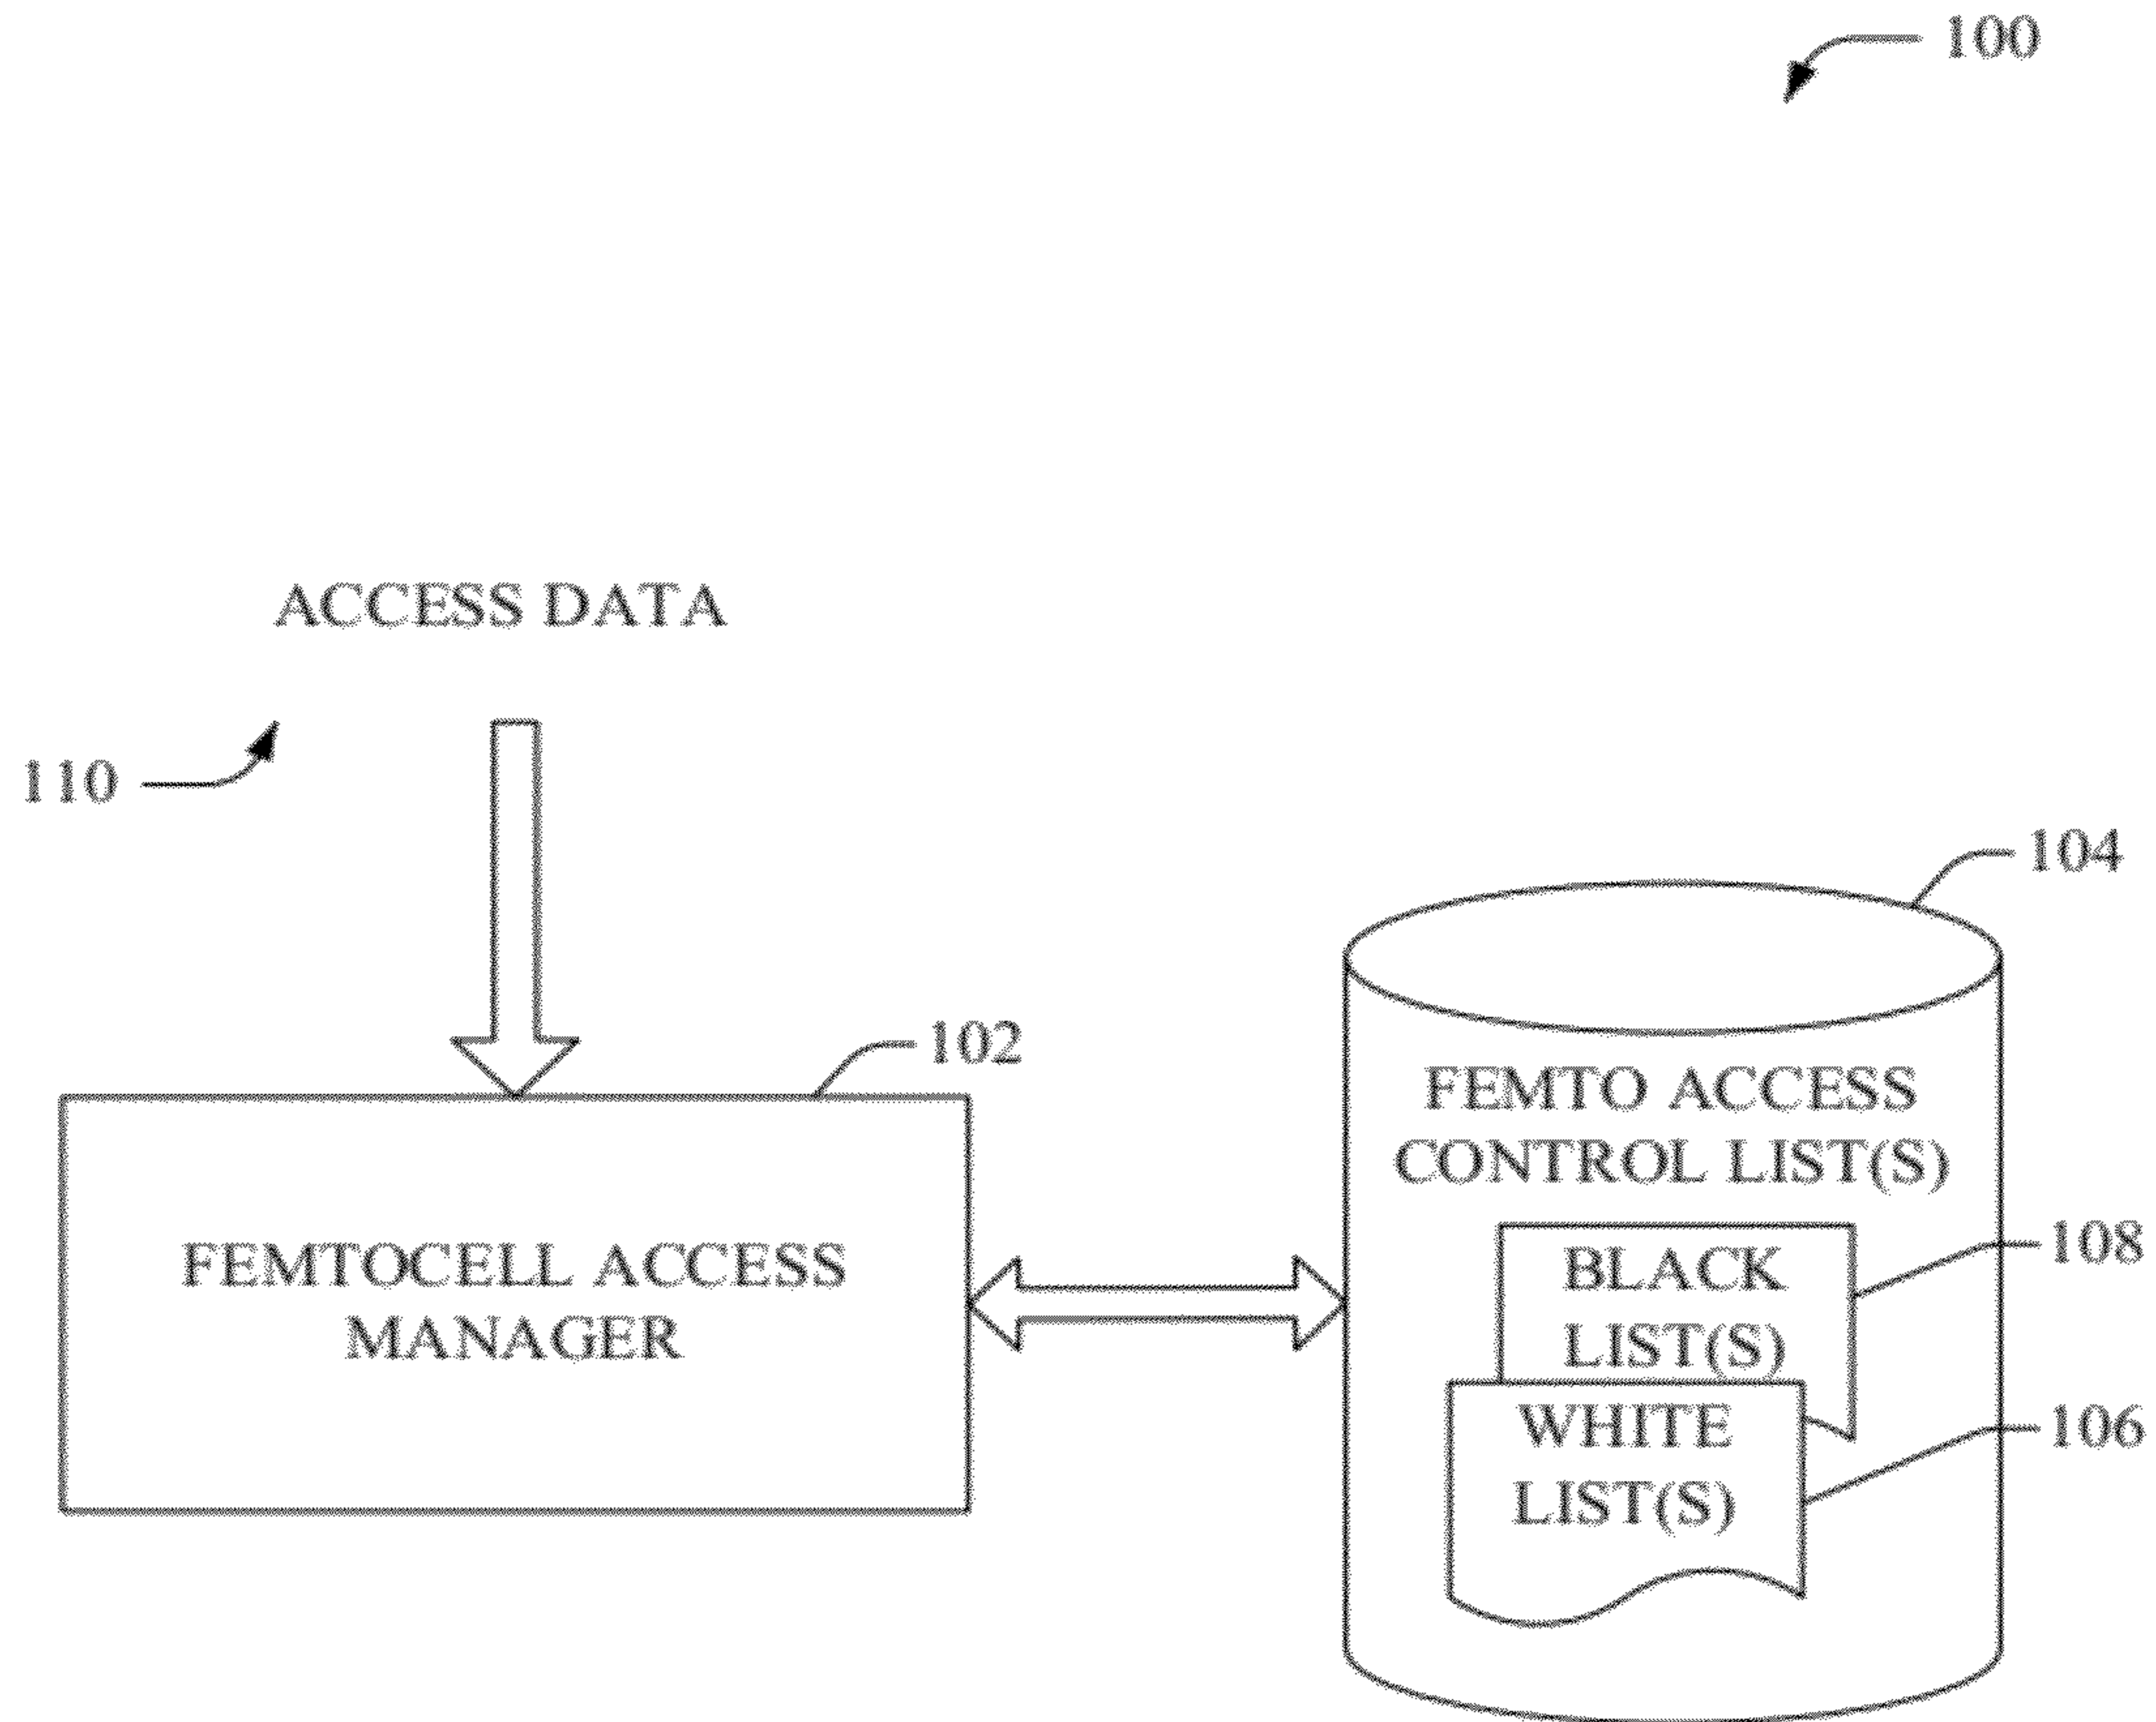 100
ACCESS DATA
110
104
102
FEMTO ACCESS
CONTROL LIST(S)
FEMTOCELL ACCESS
MANAGER
BLACK
LIST(S)
108
WHITE
LIST(S)
106